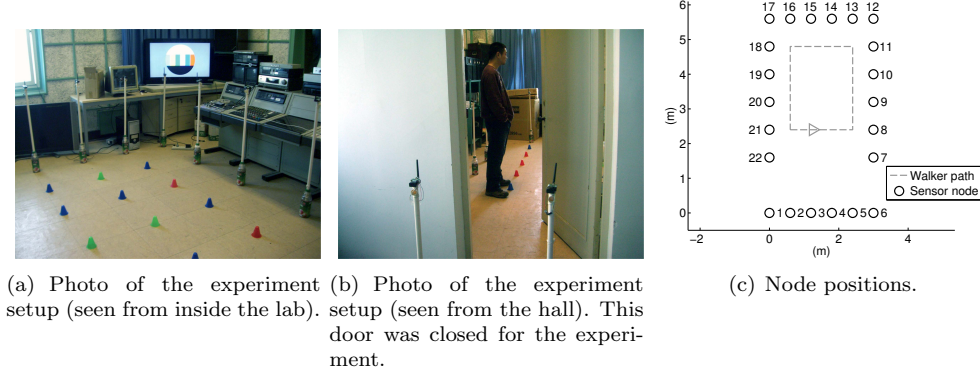 6
5
4
3
2
1
0
(m)
−2
0
2
4
(m)
17 16 15 14 13 12
18
11
19
10
20
9
21
8
22
7
1
2
3
4
5
6
Walker path
Sensor node
(a) Photo of the experiment
setup (seen from inside the lab).
(b) Photo of the experiment
setup (seen from the hall). This
door was closed for the experi-
ment.
(c) Node positions.